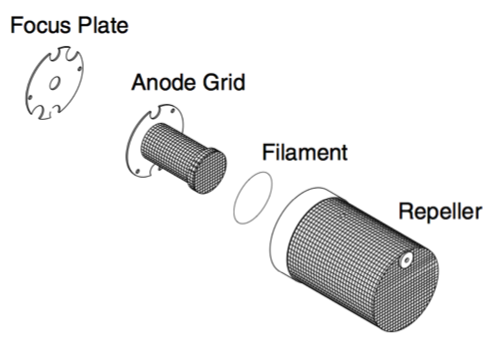 Focus Plate
Anode Grid
Filament
Repeller